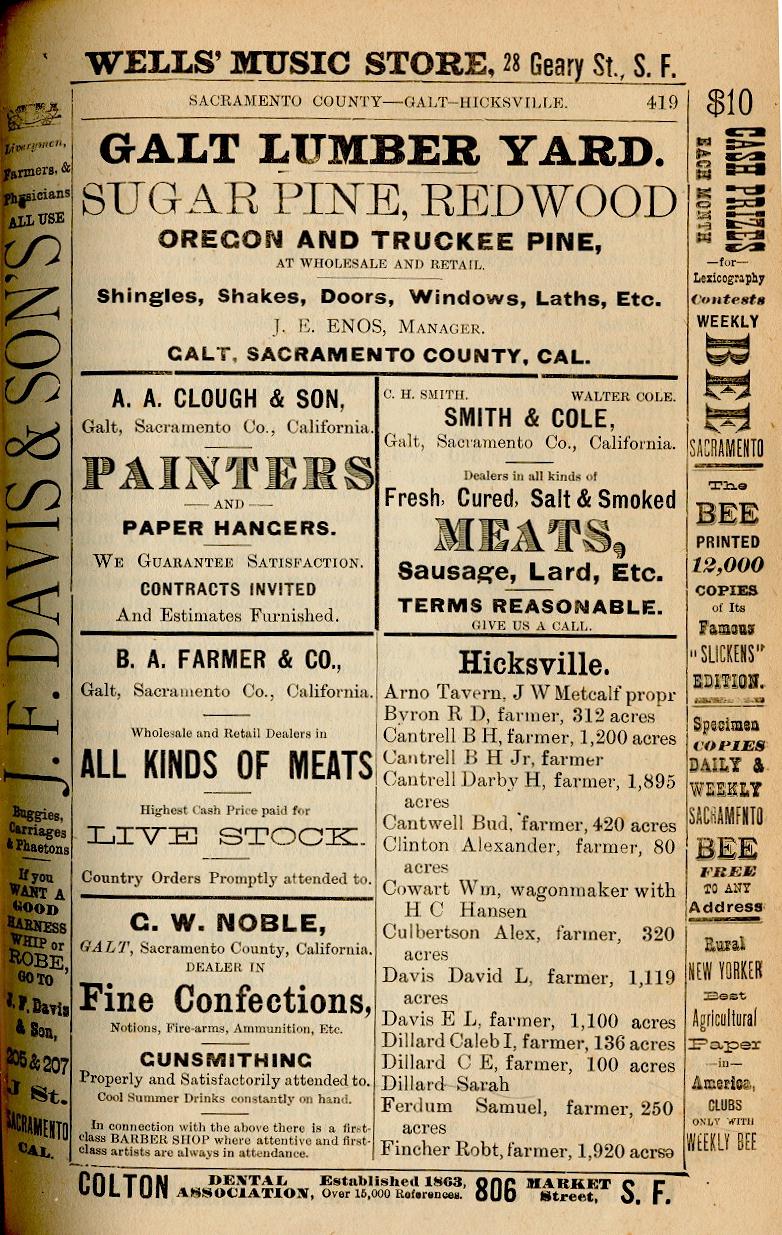 WELLS' MUSIC STORE, 28 Geary St., S. F.
SACRAMENTO COUNTY—GALT—HICKSVILLE. 419
GALT LUMBER YARD.
SUGAR PINE, REDWOOD
OREGON AND TRUCKEE PINE,
AT WHOLESALE AND RETAIL.
Shingles, Shakes, Doors, Windows, Laths, Etc.
J. E. ENOS, MANAGER.
GALT, SACRAMENTO COUNTY, CAL.
A. A. CLOUGH & SON,
Galt, Sacramento Co., California.
PAINTERS
—AND—
PAPER HANGERS.
WE GUARANTEE SATISFACTION.
CONTRACTS INVITED
And Estimates Furnished.
B. A. FARMER & CO.,
Galt, Sacramento Co., California.
Wholesale and Retail Dealers in
ALL KINDS OF MEATS
Highest Cash Price paid for
LIVE STOCK.
Country Orders Promptly attended to.
C. W. NOBLE,
GALT, Sacramento County, California.
DEALER IN
Fine Confections,
Notions, Fire-arms, Ammunition, Etc.
GUNSMITHING
Properly and Satisfactorily attended to.
Cool Summer Drinks constantly on hand.
In connection with the above there is a first-
class BARBER SHOP where attentive and first-
class artists are always in attendance.
C. H. SMITH. WALTER COLE.
SMITH & COLE,
Galt, Sacramento Co., California.
Dealers in all kinds of
Fresh, Cured, Salt & Smoked
MEATS,
Sausage, Lard, Etc.
TERMS REASONABLE.
GIVE US A CALL.
Hicksville.
Arno Tavern, J W Metcalf propr
Byron R D, farmer, 312 acres
Cantrell B H, farmer, 1,200 acres
Cantrell B H Jr, farmer
Cantrell Darby H, farmer, 1,895
acres
Cantwell Bud, farmer, 420 acres
Clinton Alexander, farmer, 80
acres
Cowart Wm, wagonmaker with
H C Hansen
Culbertson Alex, farmer, 320
acres
Davis David L, farmer, 1,119
acres
Davis E L, farmer, 1,100 acres
Dillard Caleb I, farmer, 136 acres
Dillard C E, farmer, 100 acres
Dillard Sarah
Ferdum Samuel, farmer, 250
acres
Fincher Robt, farmer, 1,920 acrsə
COLTON DENTAL ASSOCIATION, Established 1863, Over 15,000 References. 806 MARKET Street, S. F.
Liverymen,
Farmers, &
Physicians
ALL USE
J. F. DAVIS & SON'S
Buggies,
Carriages
& Phaetons
If you
WANT A
GOOD
HARNESS
WHIP or
ROBE,
GO TO
J. F. Davis
& Son,
205 & 207
J St.
SACRAMENTO
CAL.
$10
CASH PRIZES
EACH MONTH
—for—
Lexicography
Contests
WEEKLY
BEE
SACRAMENTO
The
BEE
PRINTED
12,000
COPIES
of Its
Famous
"SLICKENS"
EDITION.
Specimen
COPIES
DAILY &
WEEKLY
SACRAMENTO
BEE
FREE
TO ANY
Address
Rural
NEW YORKER
Best
Agricultural
Paper
—in—
America,
CLUBS
ONLY WITH
WEEKLY BEE